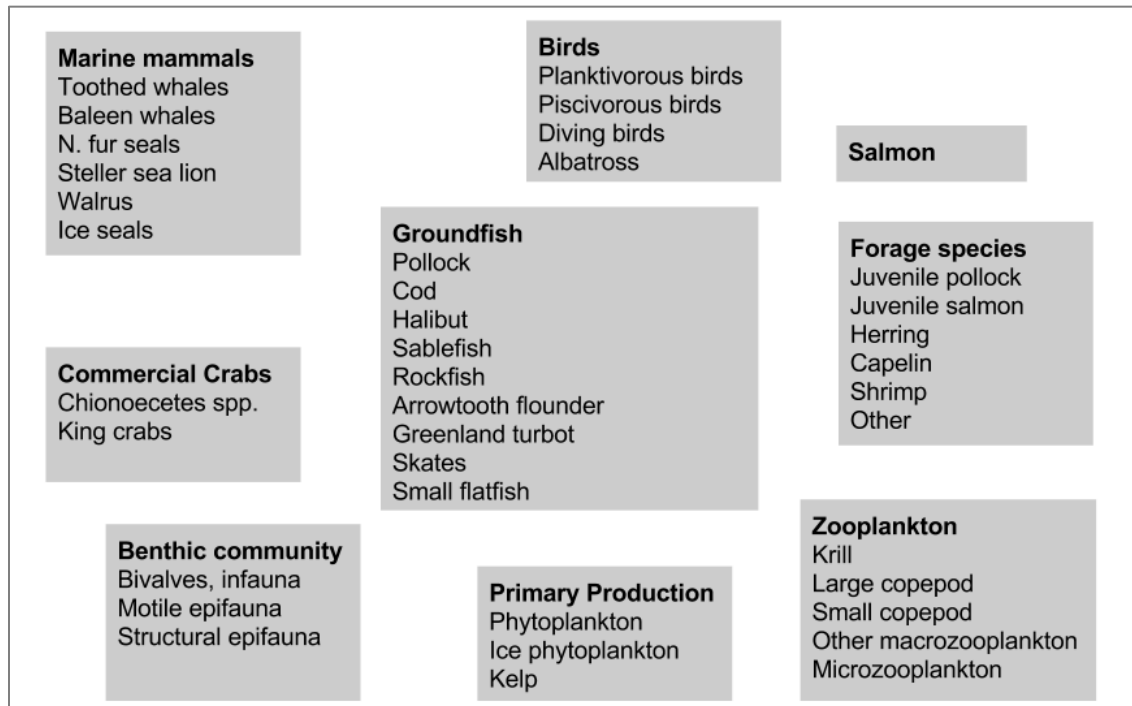 Marine mammals
Toothed whales
Baleen whales
N. fur seals
Steller sea lion
Walrus
Ice seals
Birds
Planktivorous birds
Piscivorous birds
Diving birds
Albatross
Salmon
Groundfish
Pollock
Cod
Halibut
Sablefish
Rockfish
Arrowtooth flounder
Greenland turbot
Skates
Small flatfish
Forage species
Juvenile pollock
Juvenile salmon
Herring
Capelin
Shrimp
Other
Commercial Crabs
Chionoecetes spp.
King crabs
Benthic community
Bivalves, infauna
Motile epifauna
Structural epifauna
Primary Production
Phytoplankton
Ice phytoplankton
Kelp
Zooplankton
Krill
Large copepod
Small copepod
Other macrozooplankton
Microzooplankton